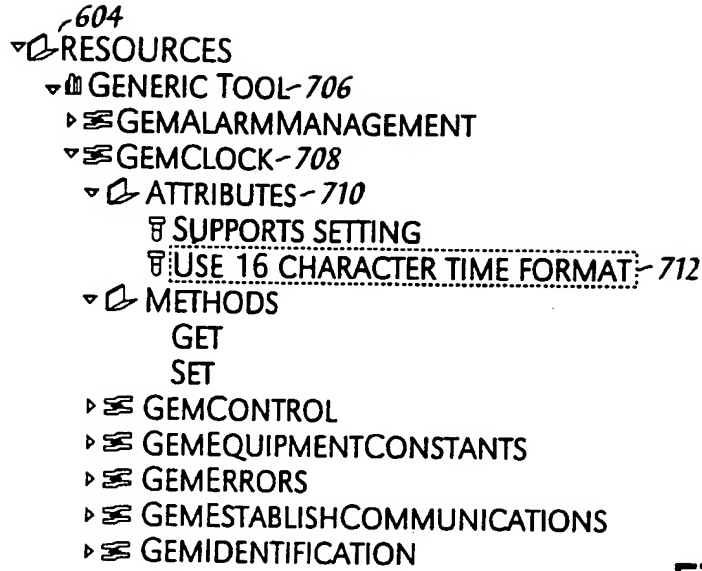 604
RESOURCES
GENERIC TOOL 706
GEMALARMMANAGEMENT
GEMCLOCK 708
ATTRIBUTES 710
SUPPORTS SETTING
USE 16 CHARACTER TIME FORMAT 712
METHODS
GET
SET
GEMCONTROL
GEMEQUIPMENTCONSTANTS
GEMERRORS
GEMESTABLISHCOMMUNICATIONS
GEMIDENTIFICATION